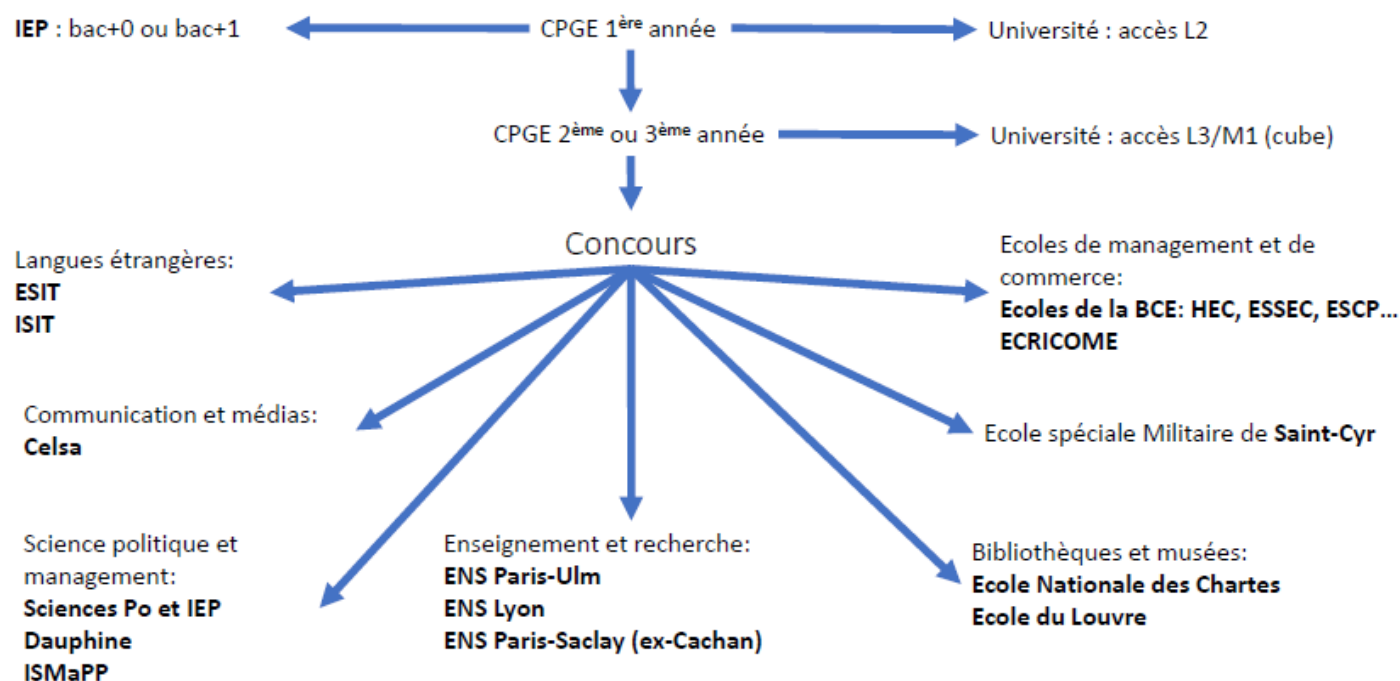 IEP : bac+0 ou bac+1
CPGE 1ère année
Université : accès L2
CPGE 2ème ou 3ème année
Université : accès L3/M1 (cube)
Concours
Langues étrangères:
ESIT
ISIT
Ecoles de management et de
commerce:
Ecoles de la BCE: HEC, ESSEC, ESCP...
ECRICOME
Communication et médias:
Celsa
Ecole spéciale Militaire de Saint-Cyr
Science politique et
management:
Sciences Po et IEP
Dauphine
ISMaPP
Enseignement et recherche:
ENS Paris-Ulm
ENS Lyon
ENS Paris-Saclay (ex-Cachan)
Bibliothèques et musées:
Ecole Nationale des Chartes
Ecole du Louvre